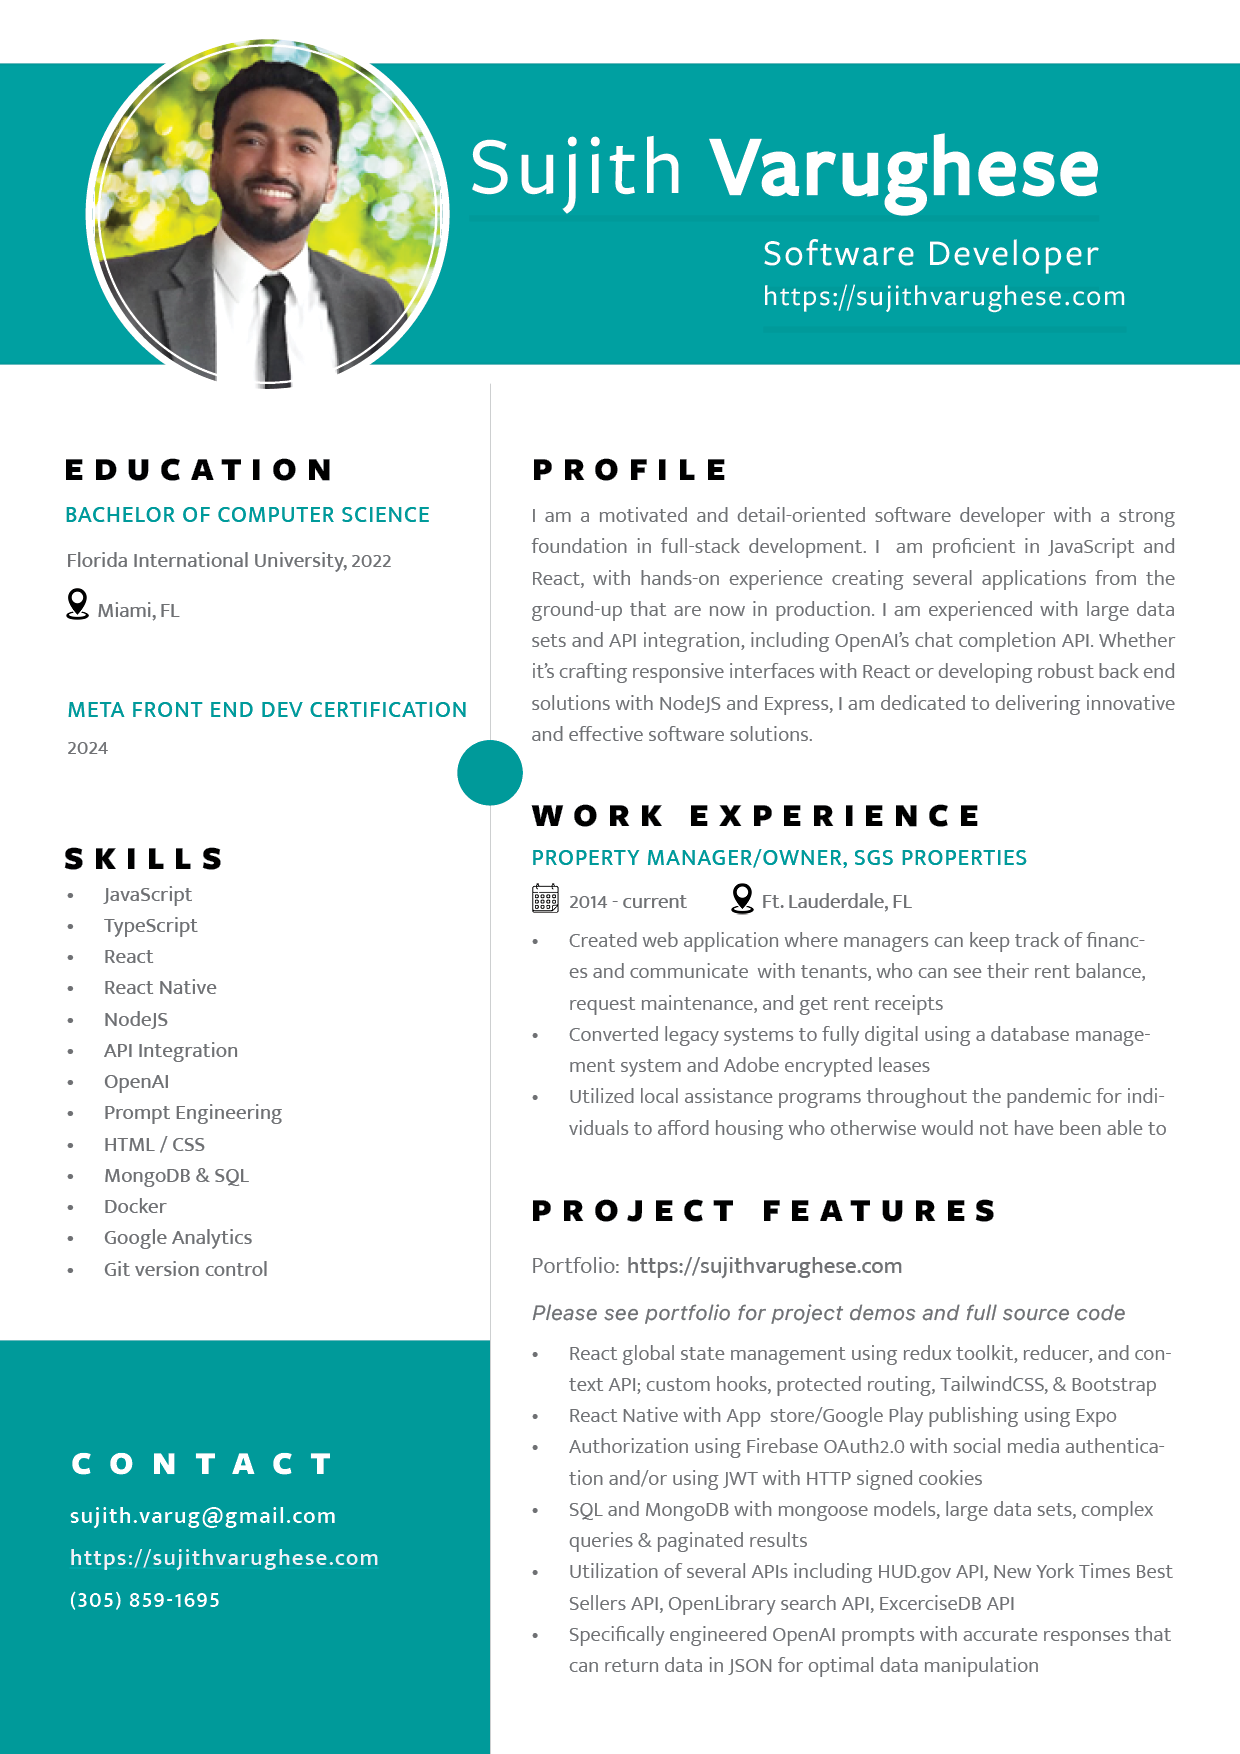 Sujith Varughese
Software Developer
https://sujithvarughese.com
EDUCATION
BACHELOR OF COMPUTER SCIENCE
Florida International University, 2022
Miami, FL
META FRONT END DEV CERTIFICATION
2024
SKILLS
• JavaScript
• TypeScript
• React
• React Native
• NodeJS
• API Integration
• OpenAI
• Prompt Engineering
• HTML / CSS
• MongoDB & SQL
• Docker
• Google Analytics
• Git version control
CONTACT
sujith.varug@gmail.com
https://sujithvarughese.com
(305) 859-1695
PROFILE
I am a motivated and detail-oriented software developer with a strong
foundation in full-stack development. I am proficient in JavaScript and
React, with hands-on experience creating several applications from the
ground-up that are now in production. I am experienced with large data
sets and API integration, including OpenAI’s chat completion API. Whether
it’s crafting responsive interfaces with React or developing robust back end
solutions with NodeJS and Express, I am dedicated to delivering innovative
and effective software solutions.
WORK EXPERIENCE
PROPERTY MANAGER/OWNER, SGS PROPERTIES
2014 - current Ft. Lauderdale, FL
• Created web application where managers can keep track of financ-
es and communicate with tenants, who can see their rent balance,
request maintenance, and get rent receipts
• Converted legacy systems to fully digital using a database manage-
ment system and Adobe encrypted leases
• Utilized local assistance programs throughout the pandemic for indi-
viduals to afford housing who otherwise would not have been able to
PROJECT FEATURES
Portfolio: https://sujithvarughese.com
Please see portfolio for project demos and full source code
• React global state management using redux toolkit, reducer, and con-
text API; custom hooks, protected routing, TailwindCSS, & Bootstrap
• React Native with App store/Google Play publishing using Expo
• Authorization using Firebase OAuth2.0 with social media authentica-
tion and/or using JWT with HTTP signed cookies
• SQL and MongoDB with mongoose models, large data sets, complex
queries & paginated results
• Utilization of several APIs including HUD.gov API, New York Times Best
Sellers API, OpenLibrary search API, ExcerciseDB API
• Specifically engineered OpenAI prompts with accurate responses that
can return data in JSON for optimal data manipulation